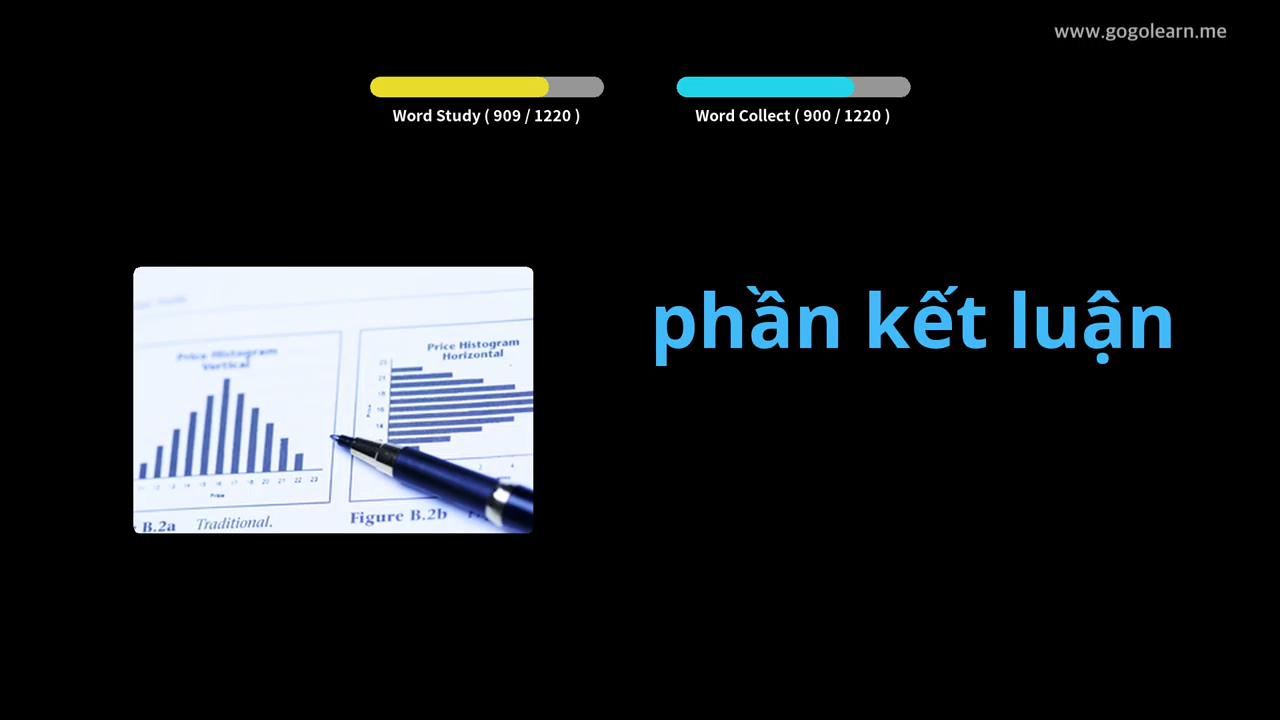 www.gogolearn.me
Word Study ( 909 / 1220 )
Word Collect ( 900 / 1220 )
phần kết luận
Price Histogram
Vertical
Price Histogram
Horizontal
Price
B.2a Traditional.
Figure B.2b